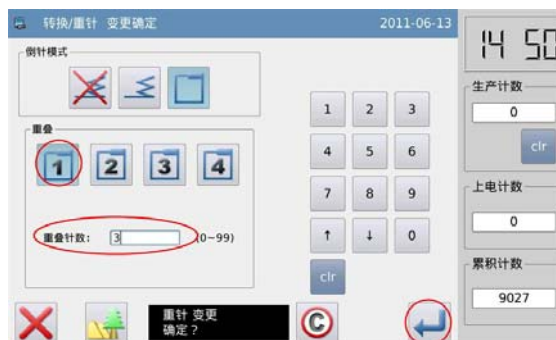 转换/重针 变更确定 2011-06-13
14 50
倒针模式
生产计数
0
clr
重叠
1 2 3 4
重叠针数: 3 (0~99)
1 2 3
4 5 6
7 8 9
↑ ↓ 0
clr
上电计数
0
累积计数
9027
重针 变更
确定？
C